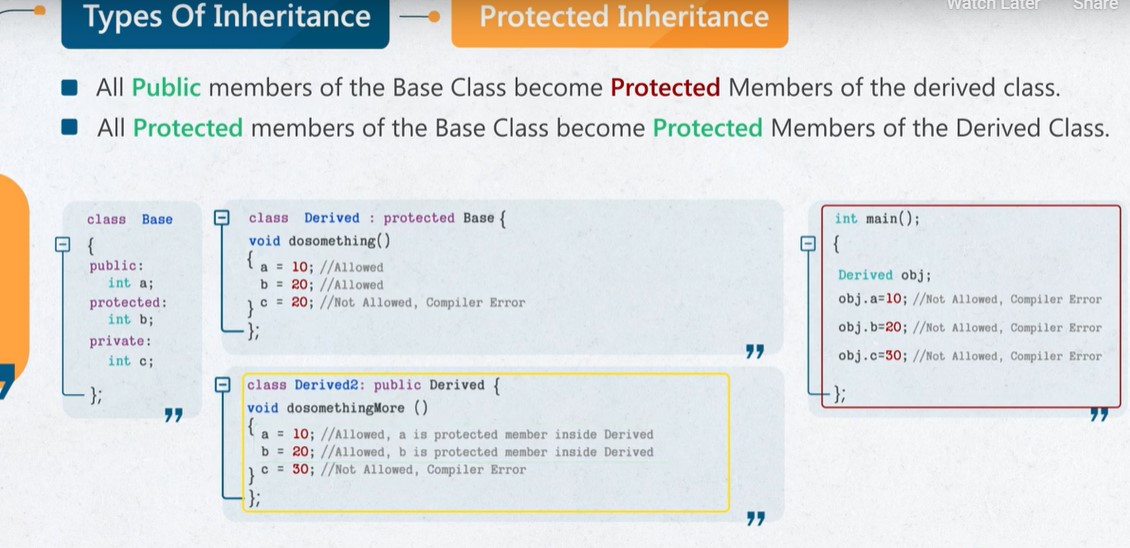 Watch Later Share
Types Of Inheritance
Protected Inheritance
All Public members of the Base Class become Protected Members of the derived class.
All Protected members of the Base Class become Protected Members of the Derived Class.
class Base
{
public:
int a;
protected:
int b;
private:
int c;
};
class Derived : protected Base {
void dosomething()
{
a = 10; //Allowed
b = 20; //Allowed
} c = 20; //Not Allowed, Compiler Error
};
class Derived2: public Derived {
void dosomethingMore ()
{
a = 10; //Allowed, a is protected member inside Derived
b = 20; //Allowed, b is protected member inside Derived
} c = 30; //Not Allowed, Compiler Error
};
int main();
{
Derived obj;
obj.a=10; //Not Allowed, Compiler Error
obj.b=20; //Not Allowed, Compiler Error
obj.c=30; //Not Allowed, Compiler Error
};